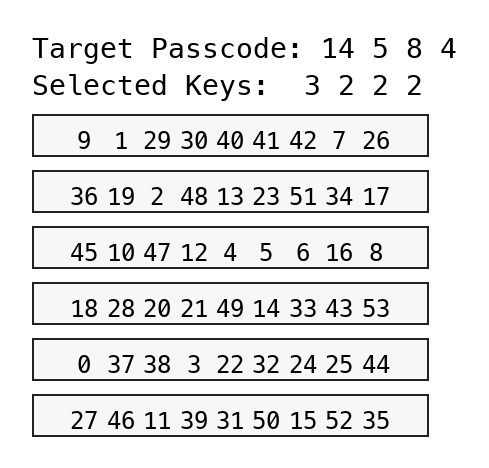 Target Passcode: 14 5 8 4
Selected Keys: 3 2 2 2
9 1 29 30 40 41 42 7 26
36 19 2 48 13 23 51 34 17
45 10 47 12 4 5 6 16 8
18 28 20 21 49 14 33 43 53
0 37 38 3 22 32 24 25 44
27 46 11 39 31 50 15 52 35